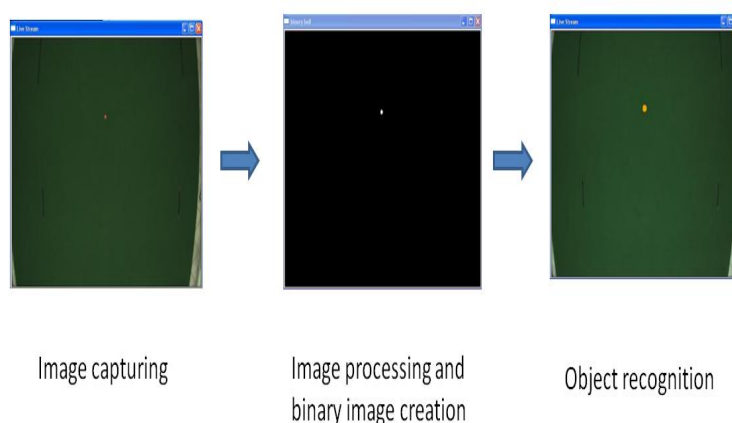 Live Stream
binary ball
Live Stream
Image capturing
Image processing and
binary image creation
Object recognition